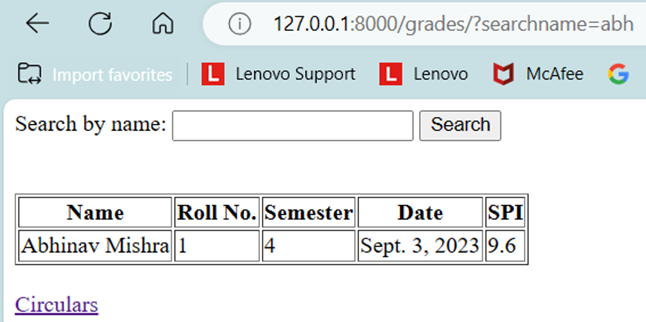 127.0.0.1:8000/grades/?searchname=abh
Import favorites L Lenovo Support L Lenovo McAfee G
Search by name: Search
Name Roll No. Semester Date SPI
Abhinav Mishra 1 4 Sept. 3, 2023 9.6
Circulars